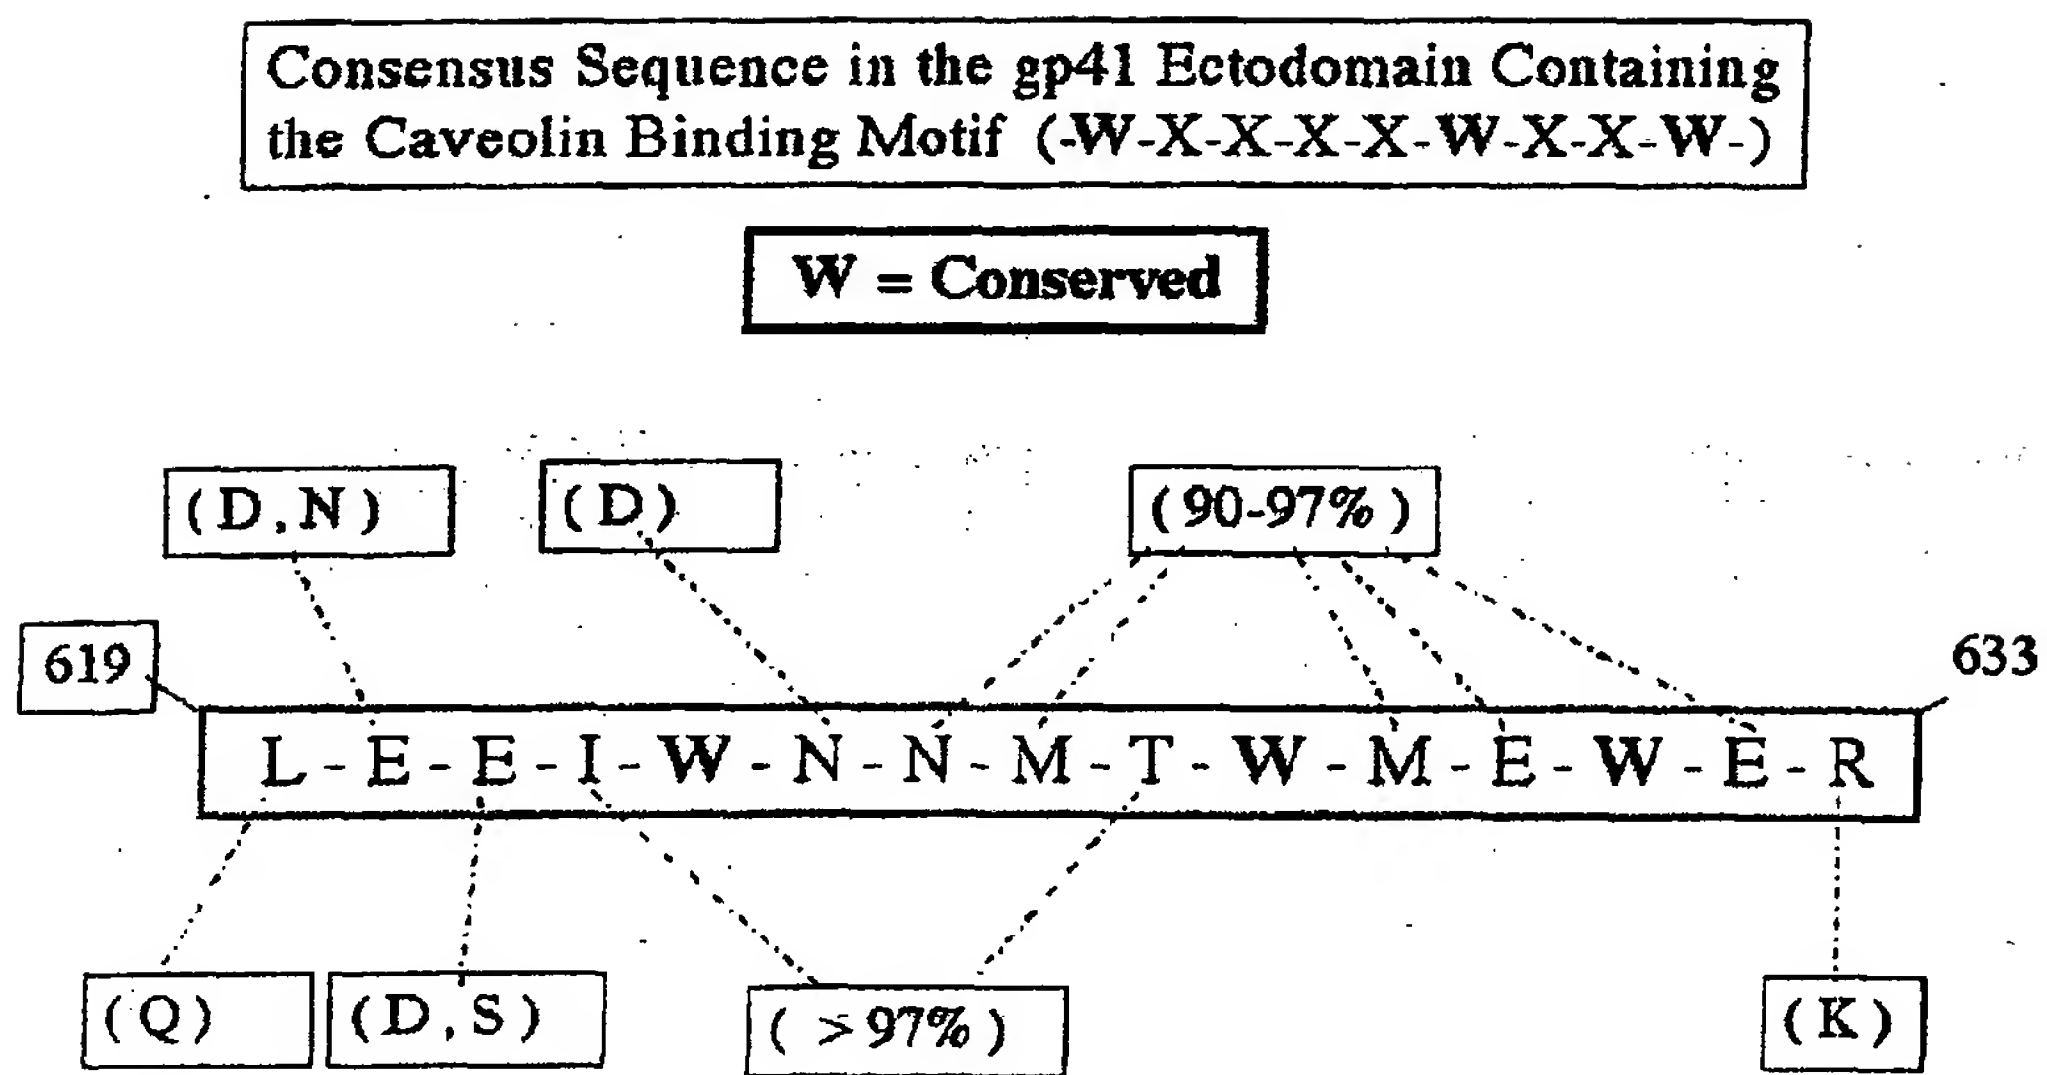 Consensus Sequence in the gp41 Ectodomain Containing
the Caveolin Binding Motif (-W-X-X-X-X-W-X-X-W-)
W = Conserved
(D,N)
(D)
(90-97%)
619
633
L-E-E-I-W-N-N-M-T-W-M-E-W-E-R
(Q)
(D,S)
( >97%)
(K)